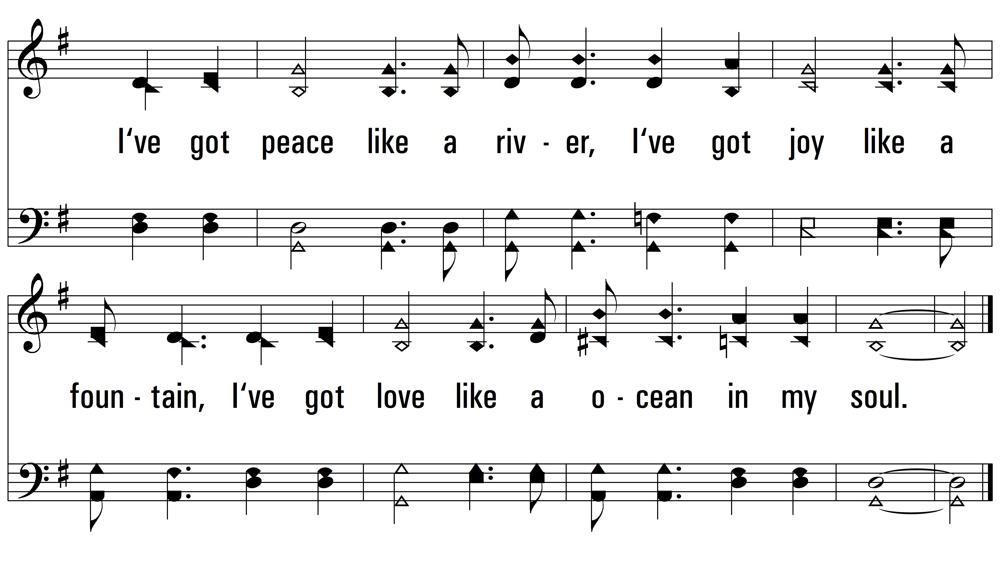 I‘ve got peace like a riv - er, I‘ve got joy like a
foun - tain, I‘ve got love like a o - cean in my soul.